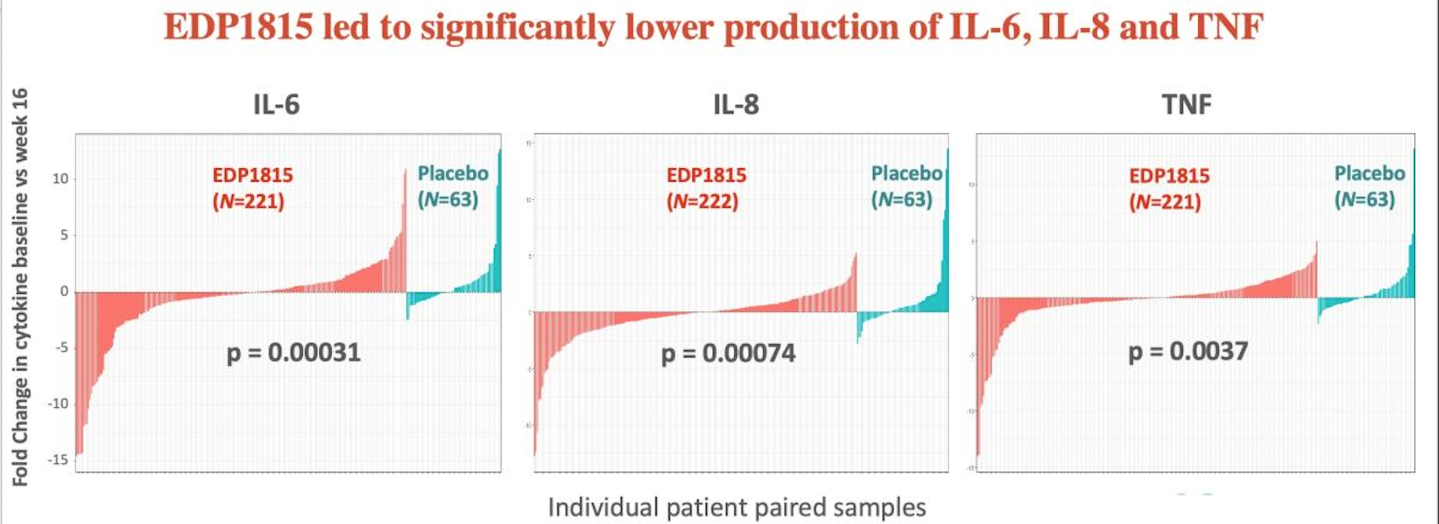 EDP1815 led to significantly lower production of IL-6, IL-8 and TNF
Fold Change in cytokine baseline vs week 16
IL-6
10
5
0
-5
-10
-15
EDP1815
(N=221)
Placebo
(N=63)
p = 0.00031
IL-8
EDP1815
(N=222)
Placebo
(N=63)
p = 0.00074
TNF
EDP1815
(N=221)
Placebo
(N=63)
p = 0.0037
Individual patient paired samples